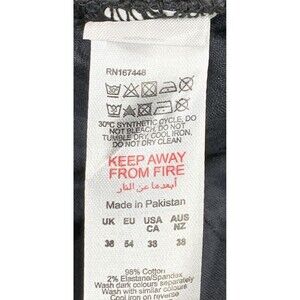 RN167448
30°C SYNTHETIC CYCLE, DO
NOT BLEACH, DO NOT
TUMBLE DRY, COOL IRON,
DO NOT DRY CLEAN
KEEP AWAY
FROM FIRE
أبعدها عن النار
Made in Pakistan
UK EU USA AUS
CA NZ
36 54 38 38
98% Cotton
2% Elastane/Spandex
Wash dark colours separately
Wash with similar colours
Cool iron on reverse